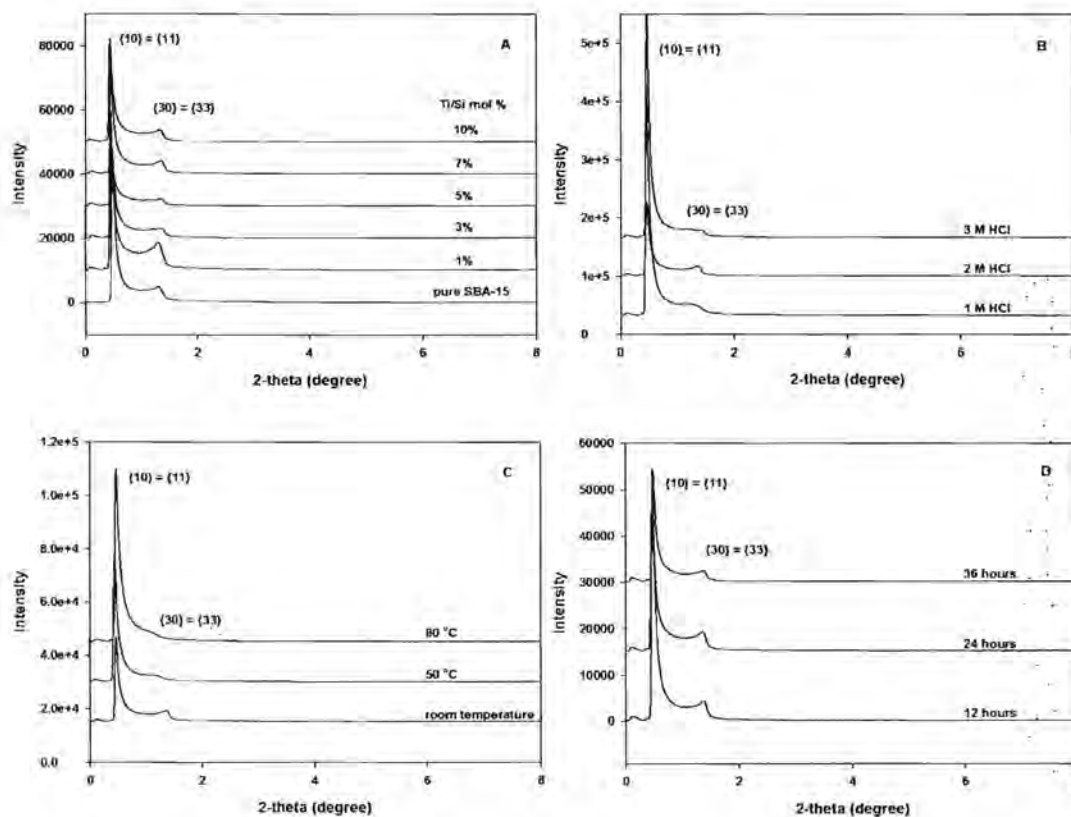 A
{10} = {11}
{30} = {33}
Ti/Si mol %
10%
7%
5%
3%
1%
pure SBA-15
80000
60000
40000
20000
0
Intensity
0 2 4 6 8
2-theta (degree)
B
{10} = {11}
{30} = {33}
3 M HCl
2 M HCl
1 M HCl
5e+5
4e+5
3e+5
2e+5
1e+5
0
Intensity
0 2 4 6 8
2-theta (degree)
C
{10} = {11}
{30} = {33}
80 °C
50 °C
room temperature
1.2e+5
1.0e+5
8.0e+4
6.0e+4
4.0e+4
2.0e+4
0.0
Intensity
0 2 4 6 8
2-theta (degree)
D
{10} = {11}
{30} = {33}
36 hours
24 hours
12 hours
60000
50000
40000
30000
20000
10000
0
Intensity
0 2 4 6 8
2-theta (degree)